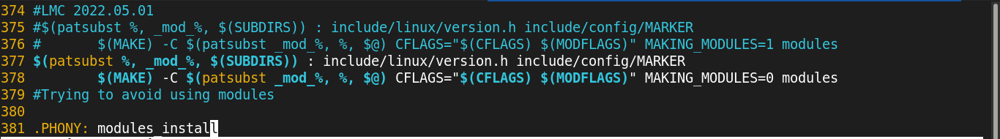 374 #LMC 2022.05.01
375 #$(patsubst %, _mod_%, $(SUBDIRS)) : include/linux/version.h include/config/MARKER
376 #       $(MAKE) -C $(patsubst _mod_%, %, $@) CFLAGS="$(CFLAGS) $(MODFLAGS)" MAKING_MODULES=1 modules
377 $(patsubst %, _mod_%, $(SUBDIRS)) : include/linux/version.h include/config/MARKER
378         $(MAKE) -C $(patsubst _mod_%, %, $@) CFLAGS="$(CFLAGS) $(MODFLAGS)" MAKING_MODULES=0 modules
379 #Trying to avoid using modules
380
381 .PHONY: modules_install